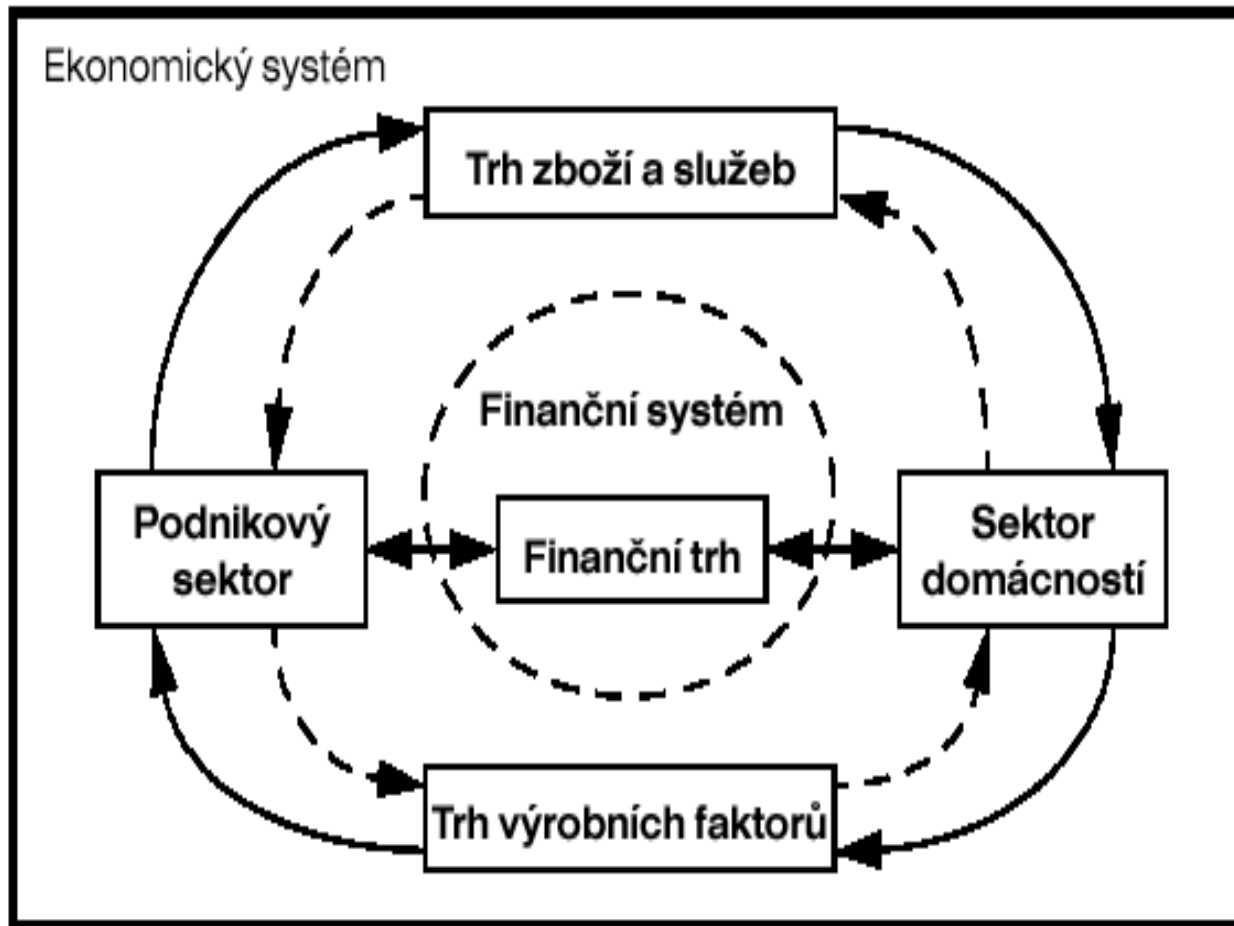 Ekonomický systém
Trh zboží a služeb
Finanční systém
Podnikový
sektor
Finanční trh
Sektor
domácností
Trh výrobních faktorů